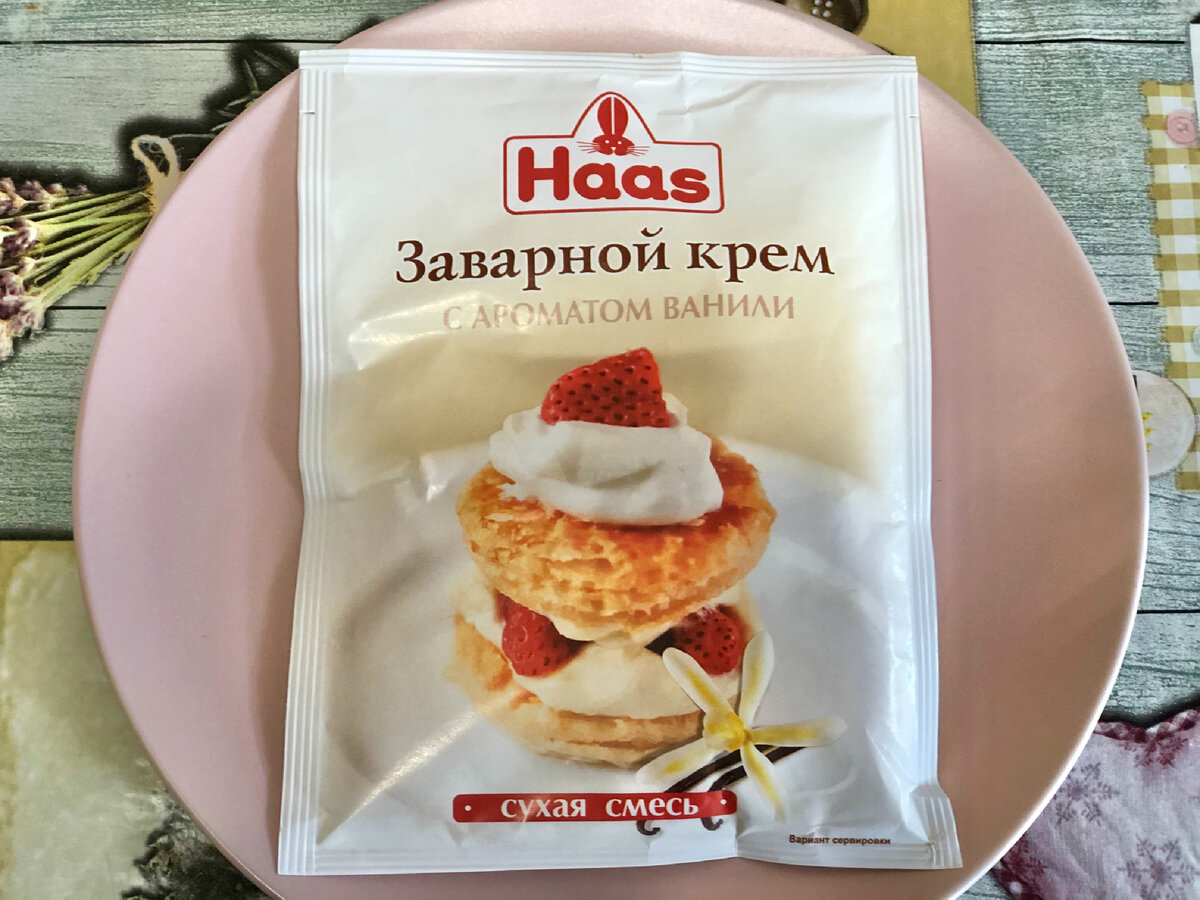 Haas
Заварной крем
С АРОМАТОМ ВАНИЛИ
· сухая смесь ·
Вариант сервировки